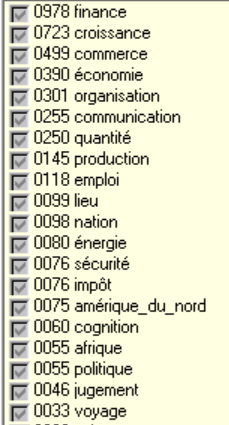 0978 finance
0723 croissance
0499 commerce
0390 économie
0301 organisation
0255 communication
0250 quantité
0145 production
0118 emploi
0099 lieu
0098 nation
0080 énergie
0076 sécurité
0076 impôt
0075 amérique_du_nord
0060 cognition
0055 afrique
0055 politique
0046 jugement
0033 voyage